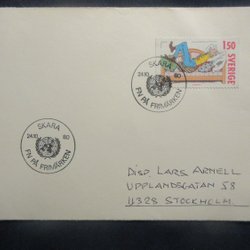 1.50 SVERIGE
SKARA
24.10 80
FN PÅ FRIMÄRKEN
SKARA
24.10 80
FN PÅ FRIMÄRKEN
DISP. LARS ARNELL
UPPLANDSGATAN 58
11328 STOCKHOLM